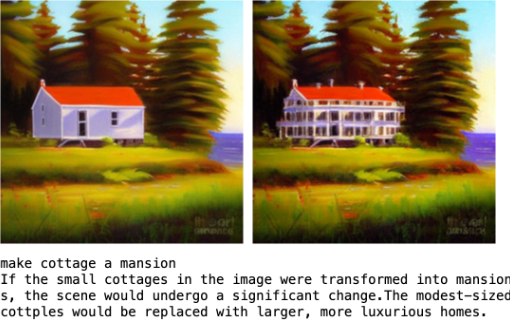 make cottage a mansion
If the small cottages in the image were transformed into mansion
s, the scene would undergo a significant change.The modest-sized
cottples would be replaced with larger, more luxurious homes.